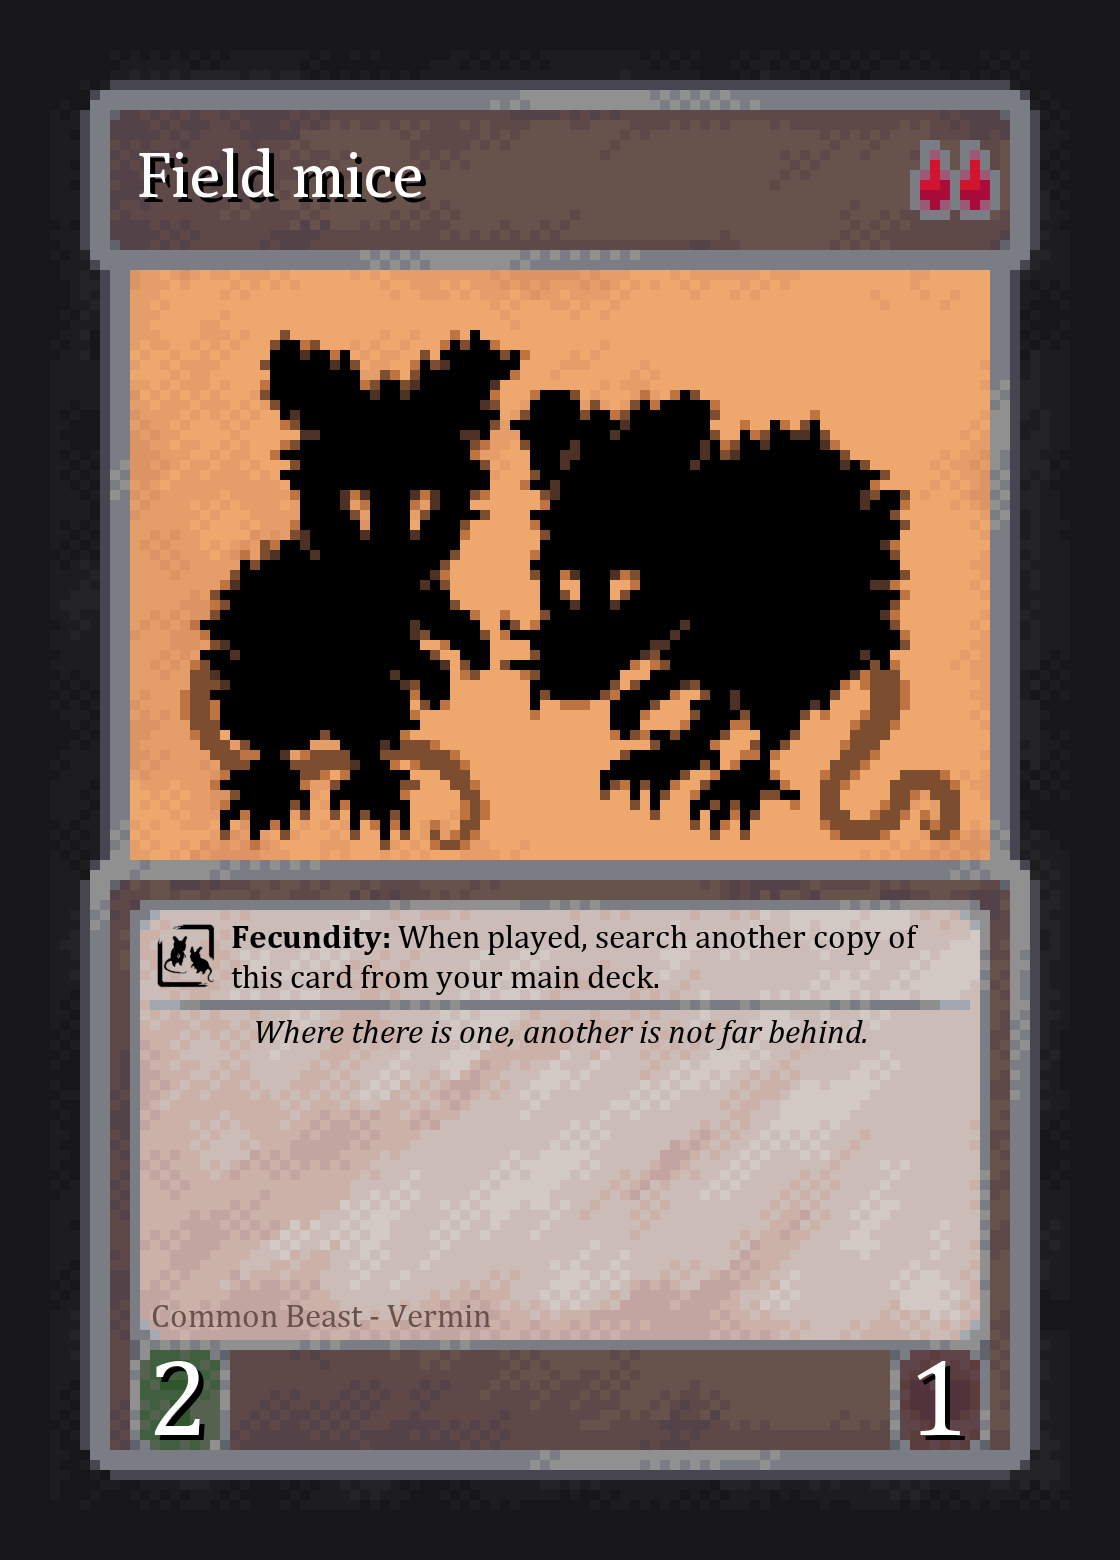 Field mice
Fecundity: When played, search another copy of
this card from your main deck.
Where there is one, another is not far behind.
Common Beast - Vermin
2
1